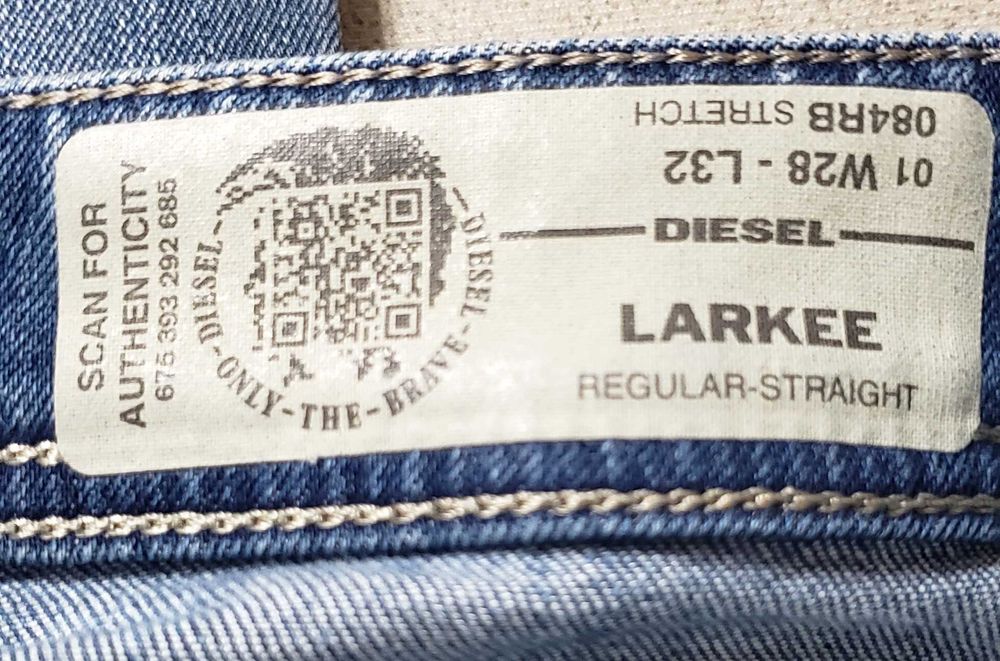 SCAN FOR
AUTHENTICITY
675 393 292 685
DIESEL-ONLY-THE-BRAVE-DIESEL
084RB STRETCH
01 W28 - L32
DIESEL
LARKEE
REGULAR-STRAIGHT